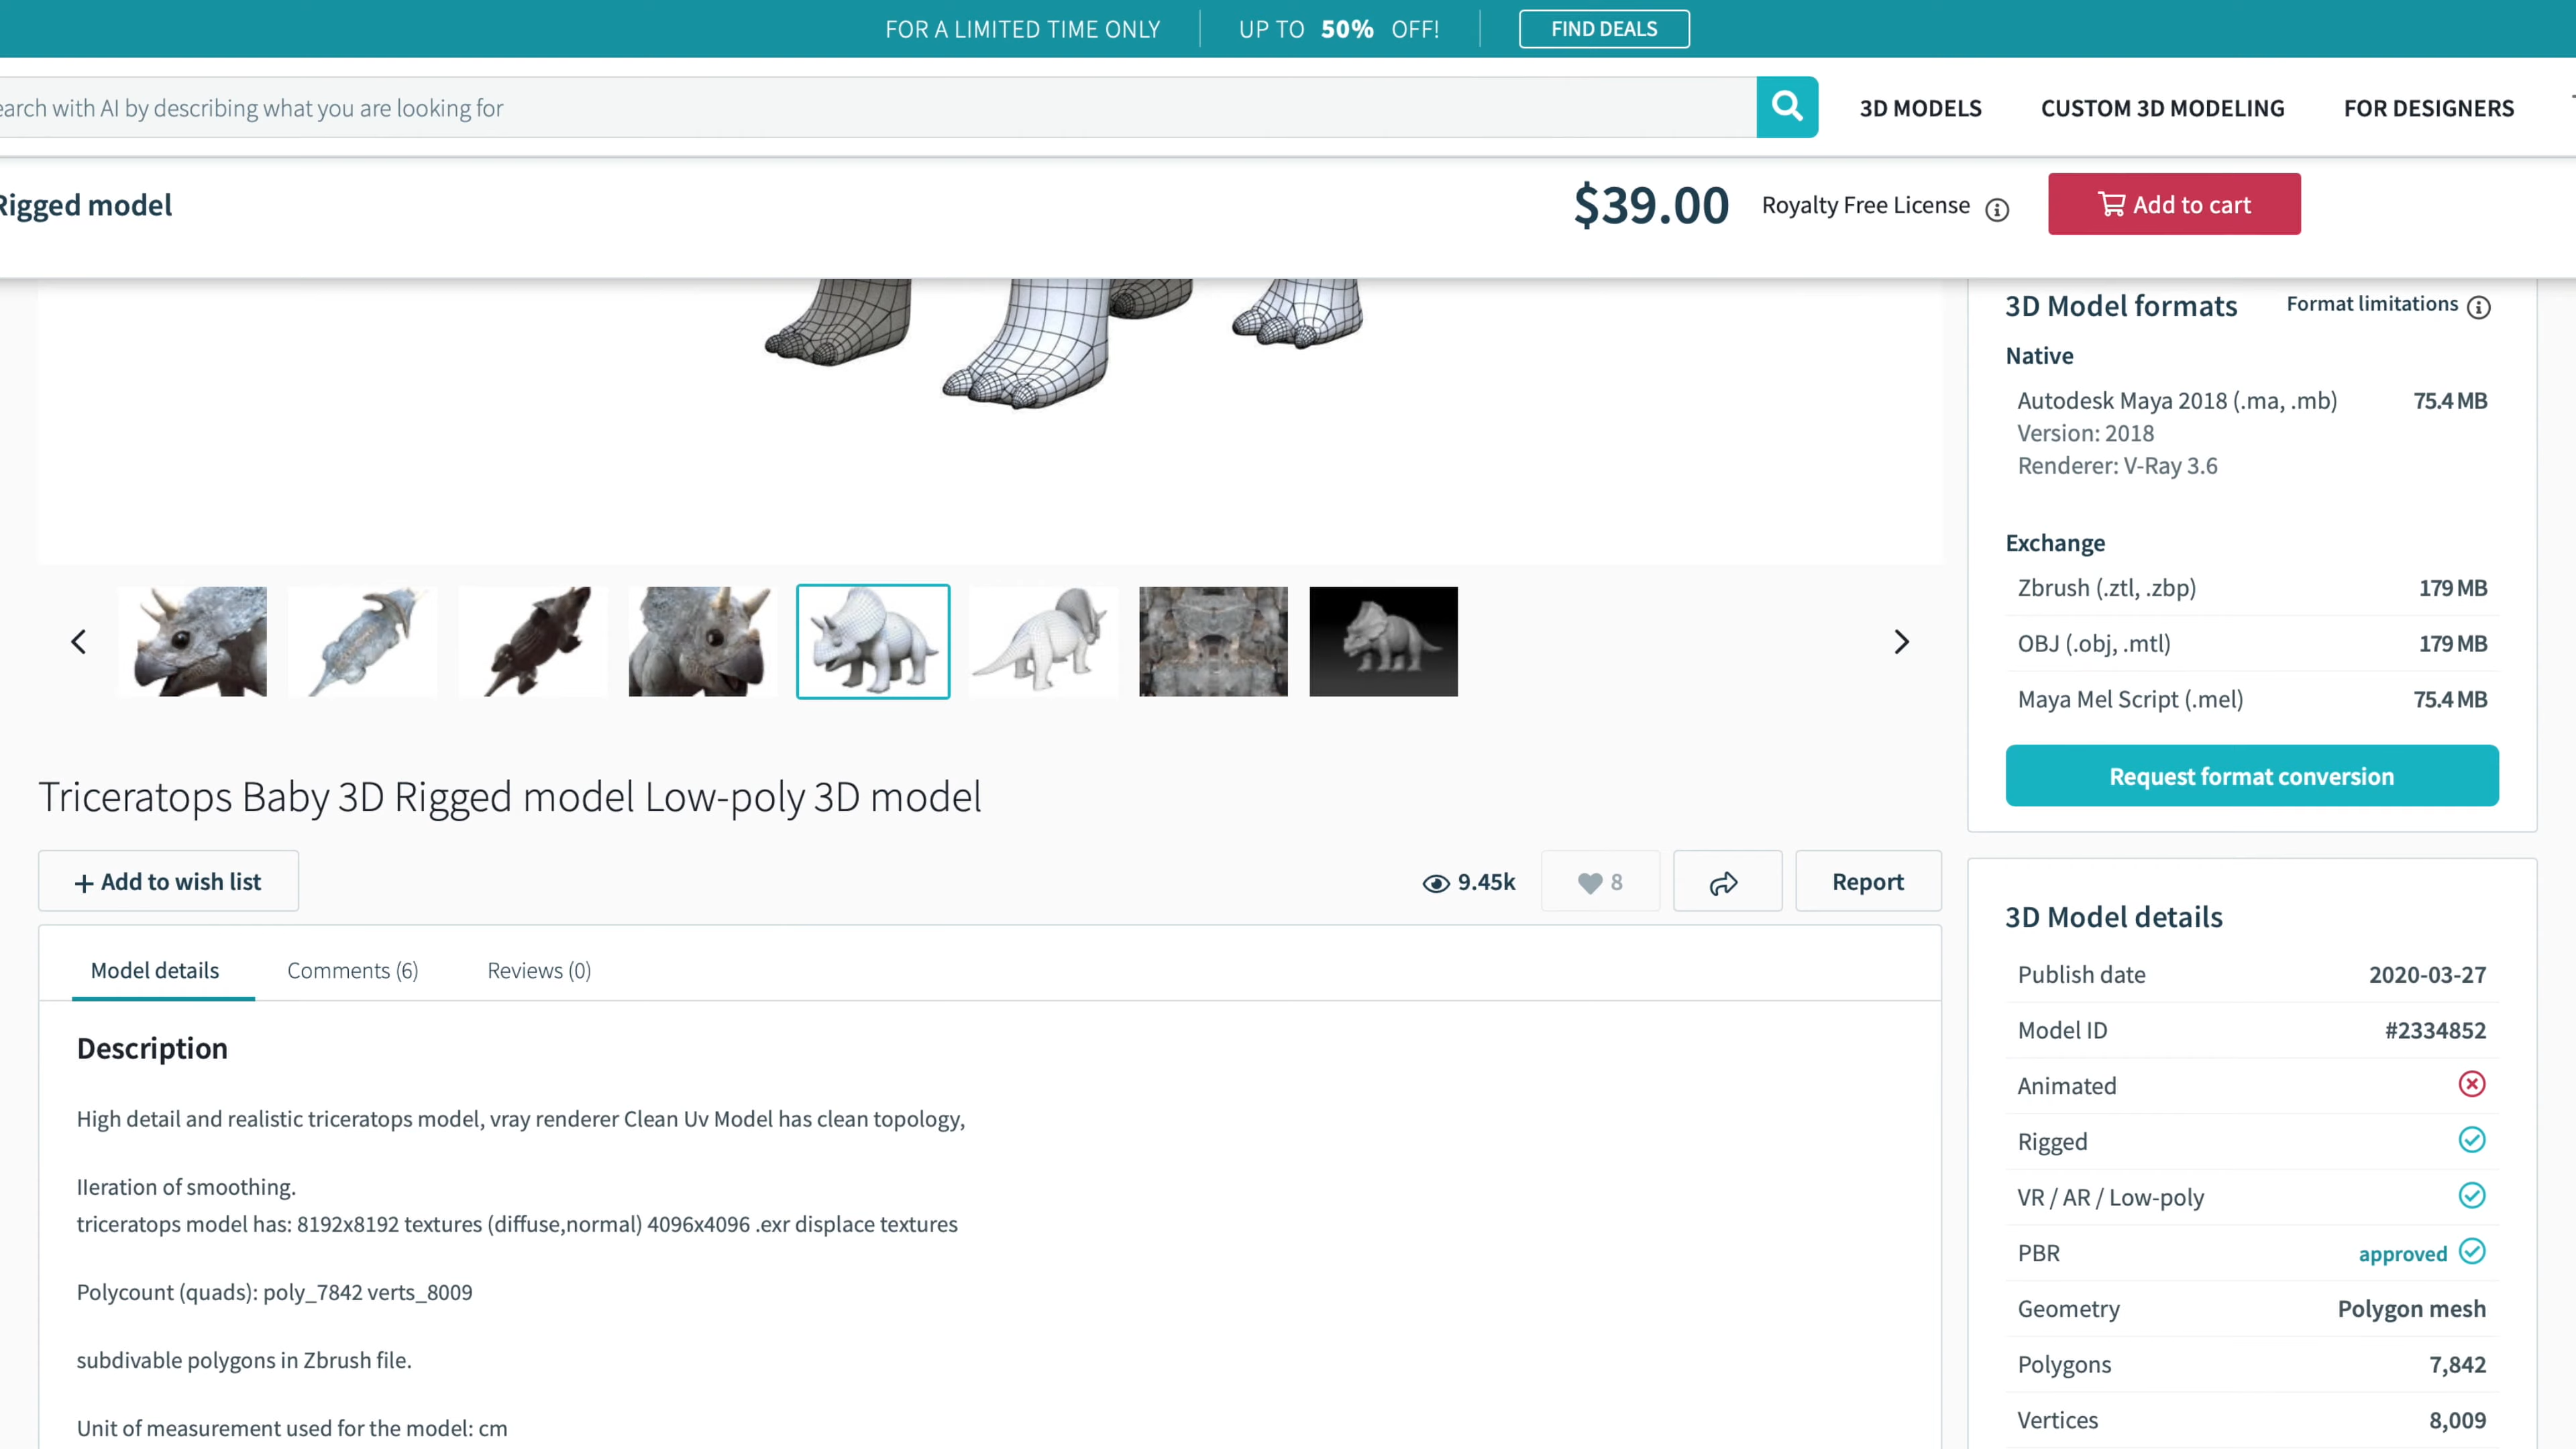 FOR A LIMITED TIME ONLY UP TO 50% OFF! FIND DEALS
earch with AI by describing what you are looking for
3D MODELS CUSTOM 3D MODELING FOR DESIGNERS
Rigged model
$39.00 Royalty Free License Add to cart
3D Model formats Format limitations
Native
Autodesk Maya 2018 (.ma, .mb) 75.4 MB
Version: 2018
Renderer: V-Ray 3.6
Exchange
Zbrush (.ztl, .zbp) 179 MB
OBJ (.obj, .mtl) 179 MB
Maya Mel Script (.mel) 75.4 MB
Request format conversion
Triceratops Baby 3D Rigged model Low-poly 3D model
+ Add to wish list
9.45k 8 Report
Model details Comments (6) Reviews (0)
Description
High detail and realistic triceratops model, vray renderer Clean Uv Model has clean topology,
IIeration of smoothing.
triceratops model has: 8192x8192 textures (diffuse,normal) 4096x4096 .exr displace textures
Polycount (quads): poly_7842 verts_8009
subdivable polygons in Zbrush file.
Unit of measurement used for the model: cm
3D Model details
Publish date 2020-03-27
Model ID #2334852
Animated
Rigged
VR / AR / Low-poly
PBR approved
Geometry Polygon mesh
Polygons 7,842
Vertices 8,009